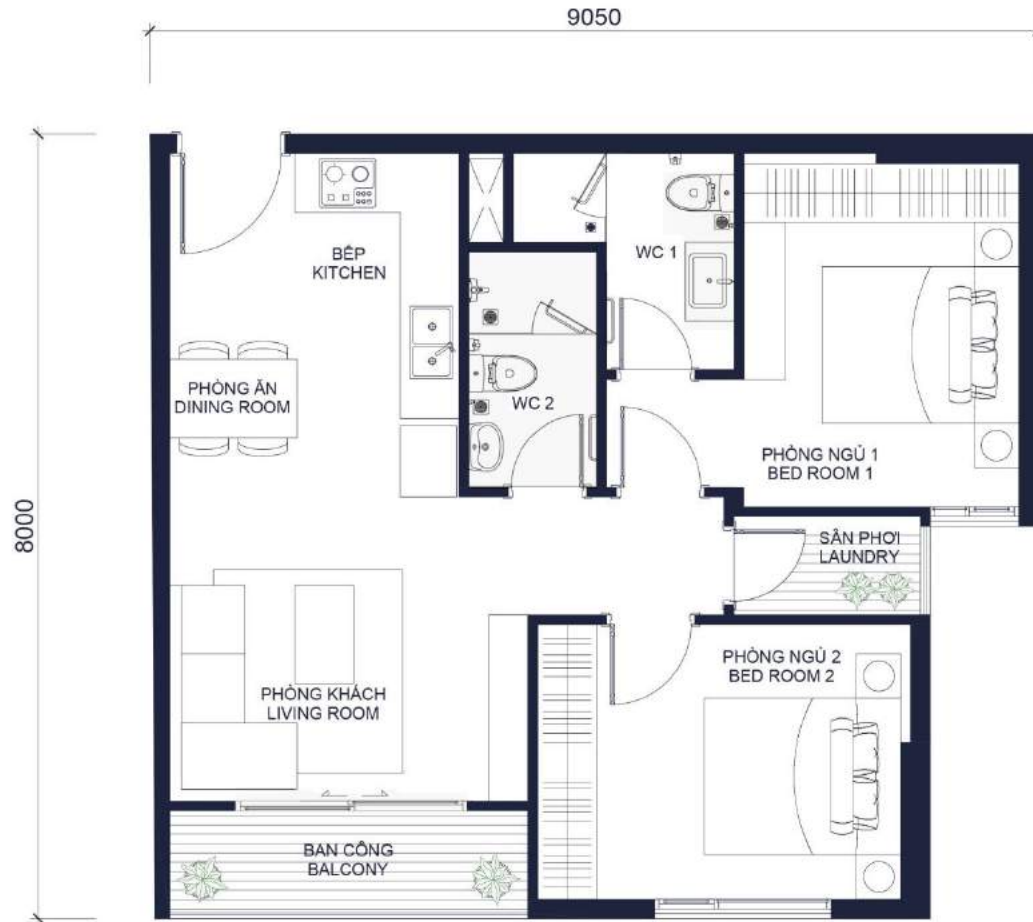 9050
8000
BẾP
KITCHEN
WC 1
PHÒNG ĂN
DINING ROOM
WC 2
PHÒNG NGỦ 1
BED ROOM 1
SÂN PHƠI
LAUNDRY
PHÒNG KHÁCH
LIVING ROOM
PHÒNG NGỦ 2
BED ROOM 2
BAN CÔNG
BALCONY